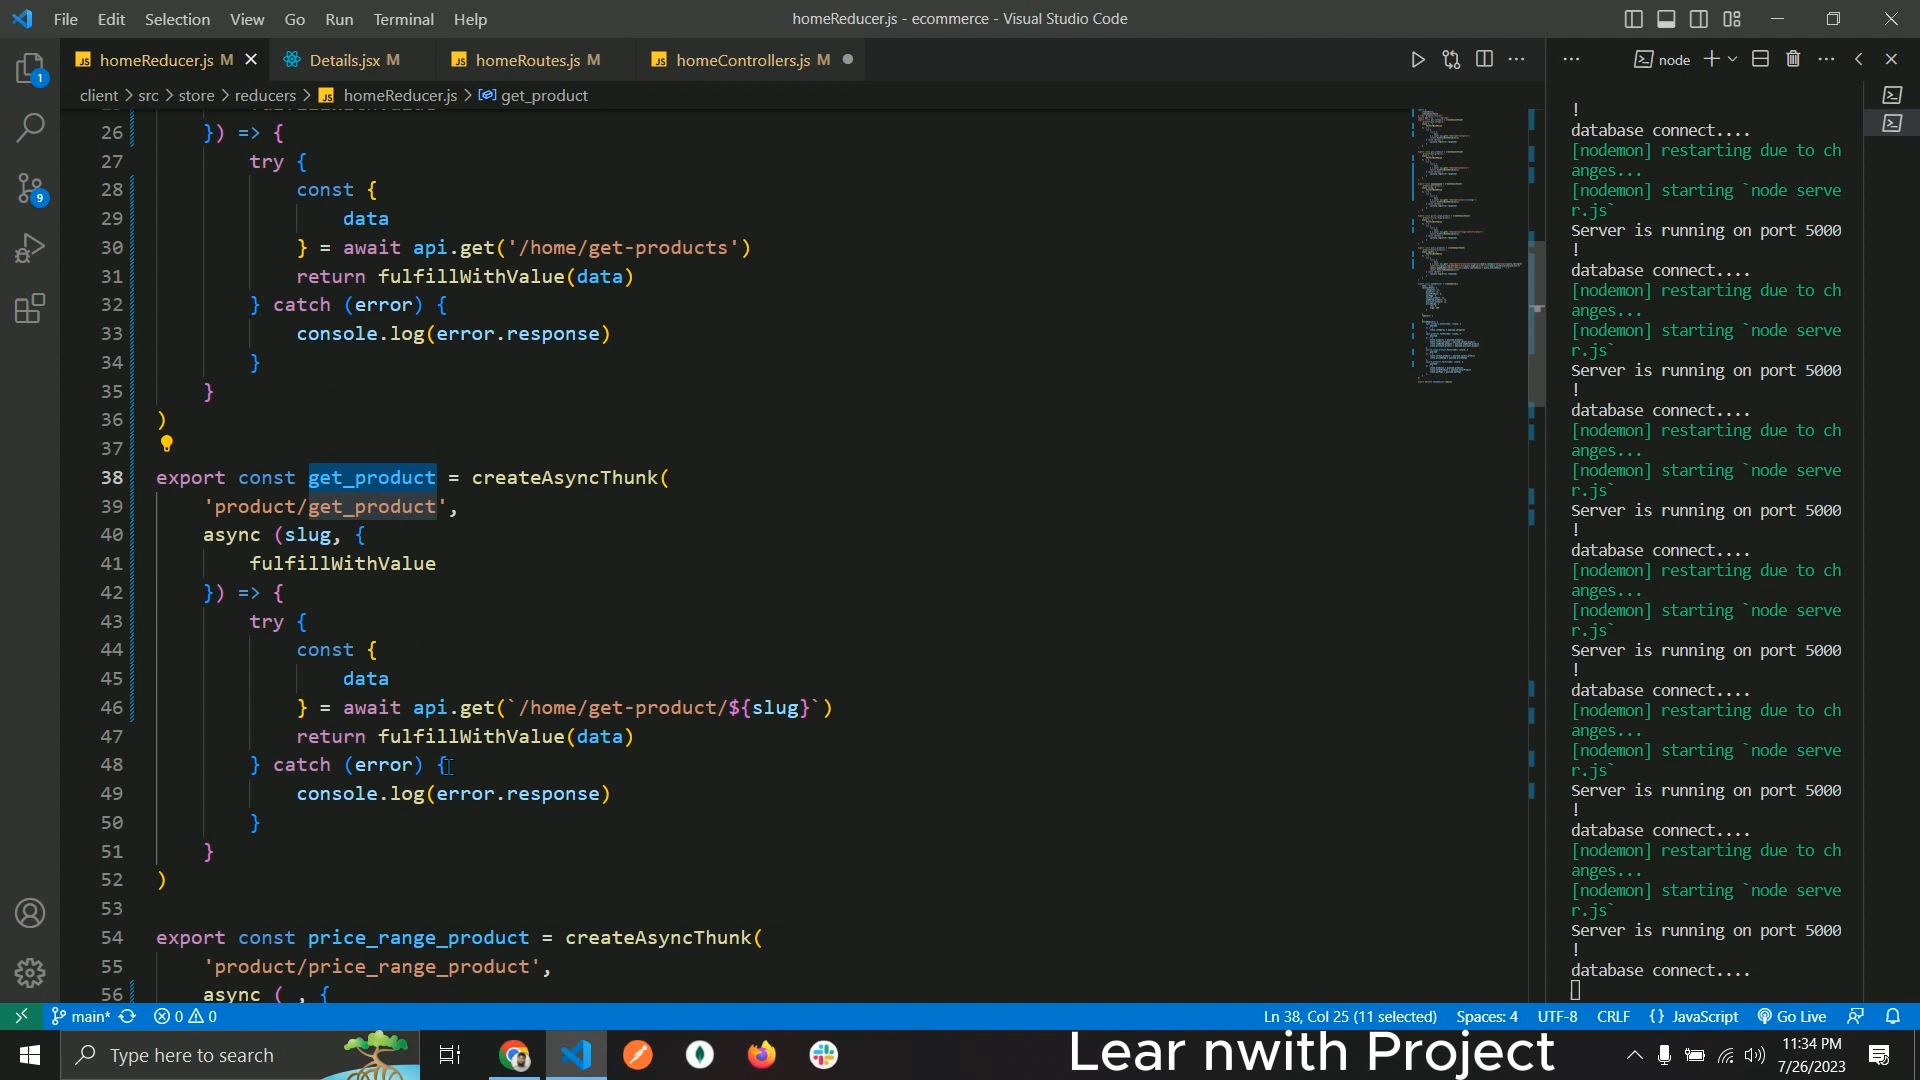 File Edit Selection View Go Run Terminal Help
homeReducer.js - ecommerce - Visual Studio Code
JS homeReducer.js M
Details.jsx M
JS homeRoutes.js M
JS homeControllers.js M
node
client > src > store > reducers > JS homeReducer.js > get_product
26 }) => {
27 try {
28 const {
29 data
30 } = await api.get('/home/get-products')
31 return fulfillWithValue(data)
32 } catch (error) {
33 console.log(error.response)
34 }
35 }
36 )
37
38 export const get_product = createAsyncThunk(
39 'product/get_product',
40 async (slug, {
41 fulfillWithValue
42 }) => {
43 try {
44 const {
45 data
46 } = await api.get(`/home/get-product/${slug}`)
47 return fulfillWithValue(data)
48 } catch (error) {
49 console.log(error.response)
50 }
51 }
52 )
53
54 export const price_range_product = createAsyncThunk(
55 'product/price_range_product',
56 async ( , {
!
database connect....
[nodemon] restarting due to ch
anges...
[nodemon] starting `node serve
r.js`
Server is running on port 5000
!
database connect....
[nodemon] restarting due to ch
anges...
[nodemon] starting `node serve
r.js`
Server is running on port 5000
!
database connect....
[nodemon] restarting due to ch
anges...
[nodemon] starting `node serve
r.js`
Server is running on port 5000
!
database connect....
[nodemon] restarting due to ch
anges...
[nodemon] starting `node serve
r.js`
Server is running on port 5000
!
database connect....
[nodemon] restarting due to ch
anges...
[nodemon] starting `node serve
r.js`
Server is running on port 5000
!
database connect....
[nodemon] restarting due to ch
anges...
[nodemon] starting `node serve
r.js`
Server is running on port 5000
!
database connect....
1
9
main* 0 0
Ln 38, Col 25 (11 selected) Spaces: 4 UTF-8 CRLF {} JavaScript Go Live
Type here to search
Lear nwith Project
11:34 PM
7/26/2023